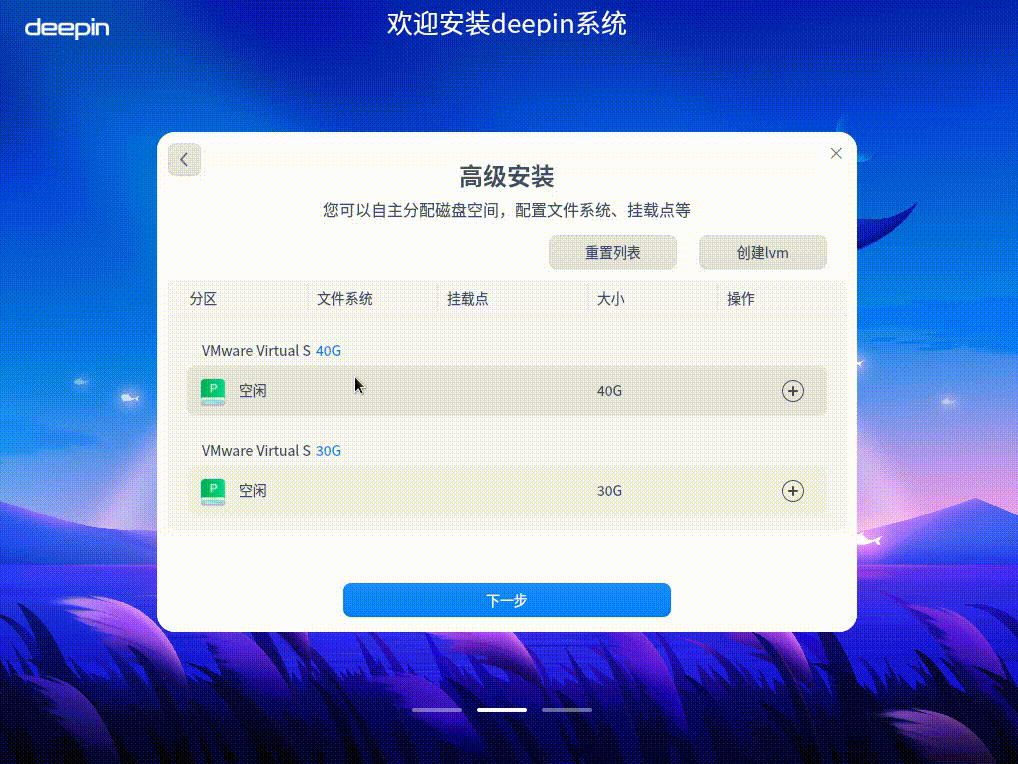 deepin
欢迎安装deepin系统
高级安装
您可以自主分配磁盘空间，配置文件系统、挂载点等
重置列表 创建lvm
分区 文件系统 挂载点 大小 操作
VMware Virtual S 40G
P 空闲 40G
VMware Virtual S 30G
P 空闲 30G
下一步